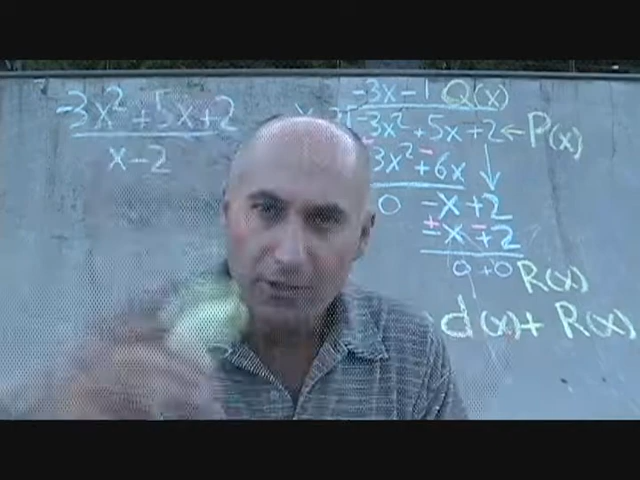 -3x²+5x+2
x-2
-3x-1 Q(x)
-3x²+5x+2 ← P(x)
3x²+6x
0 -x+2
-x+2
0+0 R(x)
d(x)+ R(x)